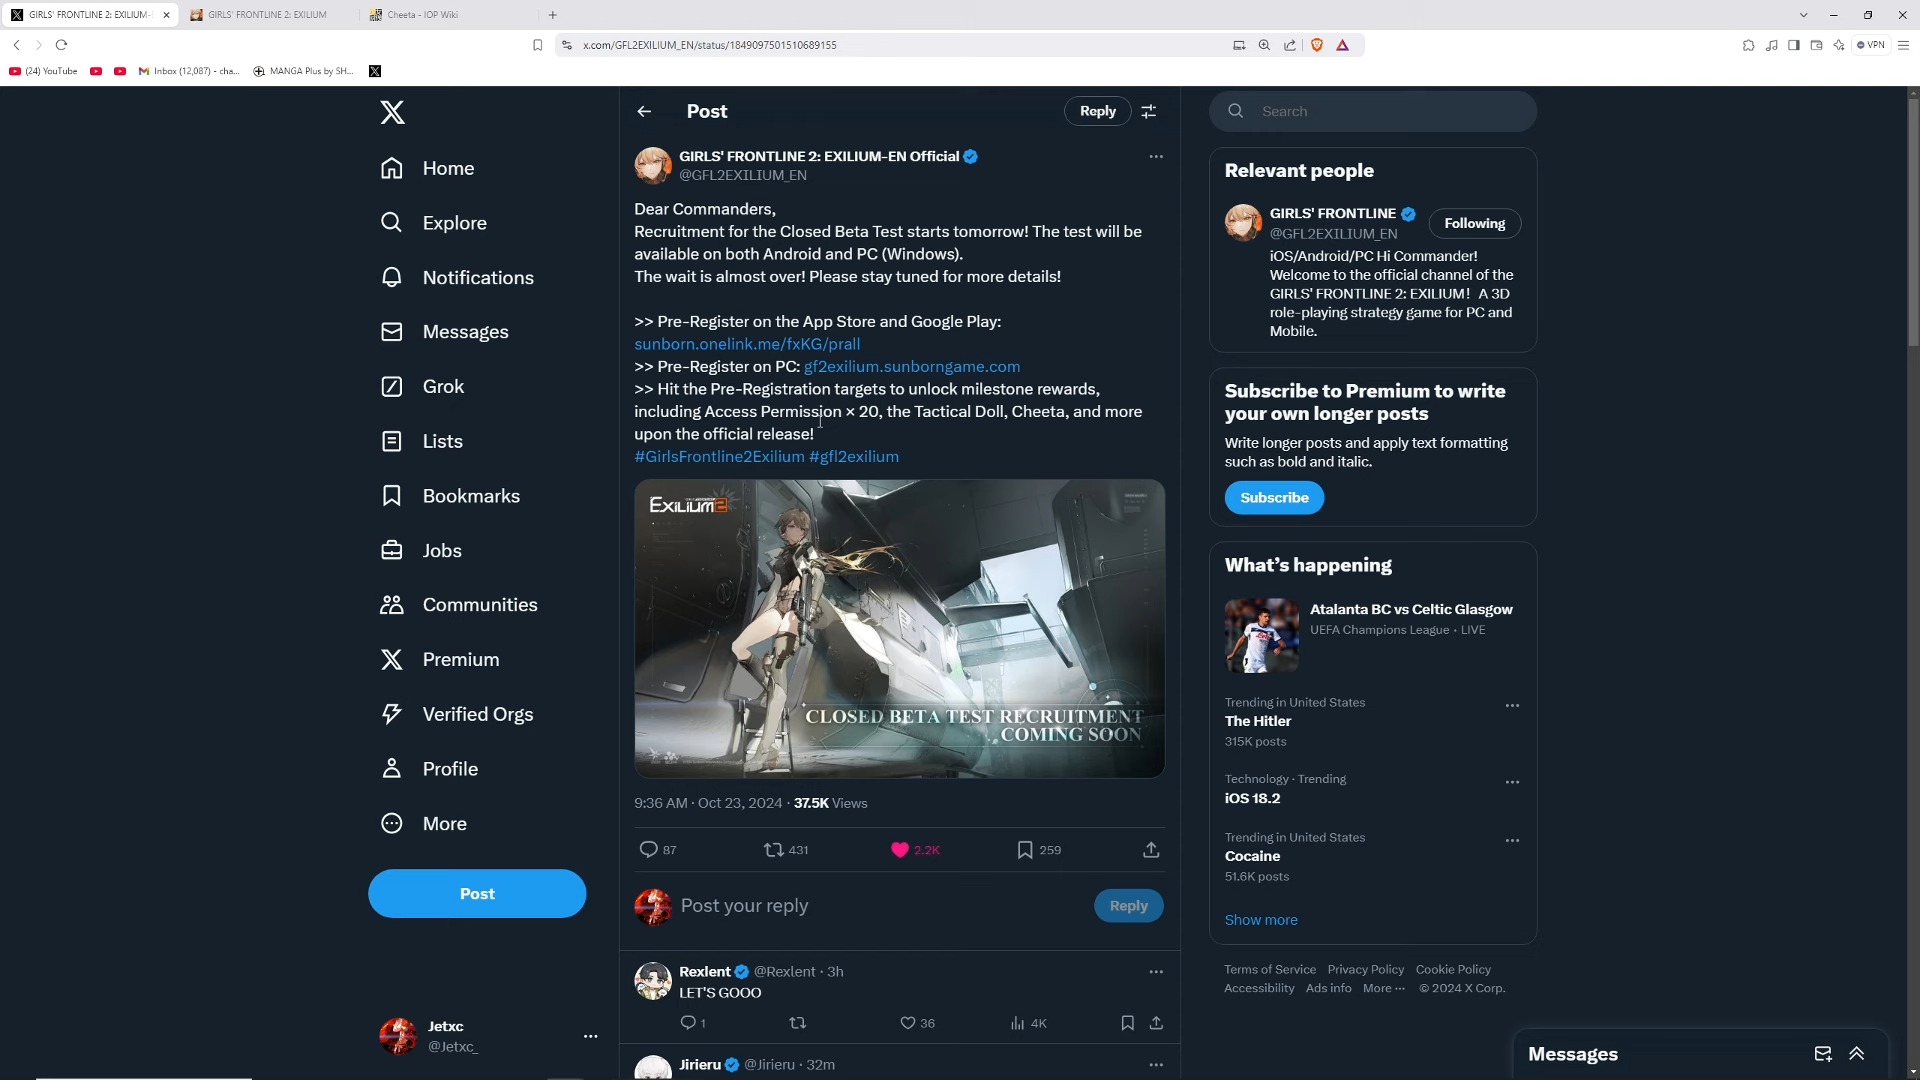 GIRLS' FRONTLINE 2: EXILIUM-
GIRLS' FRONTLINE 2: EXILIUM
Cheeta - IOP Wiki
x.com/GFL2EXILIUM_EN/status/1849097501510689155
VPN
(24) YouTube
Inbox (12,087) - cha...
MANGA Plus by SH...
Home
Explore
Notifications
Messages
Grok
Lists
Bookmarks
Jobs
Communities
Premium
Verified Orgs
Profile
More
Post
Jetxc
@Jetxc_
Post
Reply
GIRLS' FRONTLINE 2: EXILIUM-EN Official
@GFL2EXILIUM_EN
Dear Commanders,
Recruitment for the Closed Beta Test starts tomorrow! The test will be
available on both Android and PC (Windows).
The wait is almost over! Please stay tuned for more details!
>> Pre-Register on the App Store and Google Play:
sunborn.onelink.me/fxKG/prall
>> Pre-Register on PC: gf2exilium.sunborngame.com
>> Hit the Pre-Registration targets to unlock milestone rewards,
including Access Permission × 20, the Tactical Doll, Cheeta, and more
upon the official release!
#GirlsFrontline2Exilium #gfl2exilium
EXILIUM2
CLOSED BETA TEST RECRUITMENT
COMING SOON
9:36 AM · Oct 23, 2024 · 37.5K Views
87
431
2.2K
259
Post your reply
Reply
Rexlent @Rexlent · 3h
LET'S GOOO
1
36
4K
Jirieru @Jirieru · 32m
Search
Relevant people
GIRLS' FRONTLINE
@GFL2EXILIUM_EN
Following
iOS/Android/PC Hi Commander!
Welcome to the official channel of the
GIRLS' FRONTLINE 2: EXILIUM! A 3D
role-playing strategy game for PC and
Mobile.
Subscribe to Premium to write
your own longer posts
Write longer posts and apply text formatting
such as bold and italic.
Subscribe
What's happening
Atalanta BC vs Celtic Glasgow
UEFA Champions League · LIVE
Trending in United States
The Hitler
315K posts
Technology · Trending
iOS 18.2
Trending in United States
Cocaine
51.6K posts
Show more
Terms of Service Privacy Policy Cookie Policy
Accessibility Ads info More ··· © 2024 X Corp.
Messages